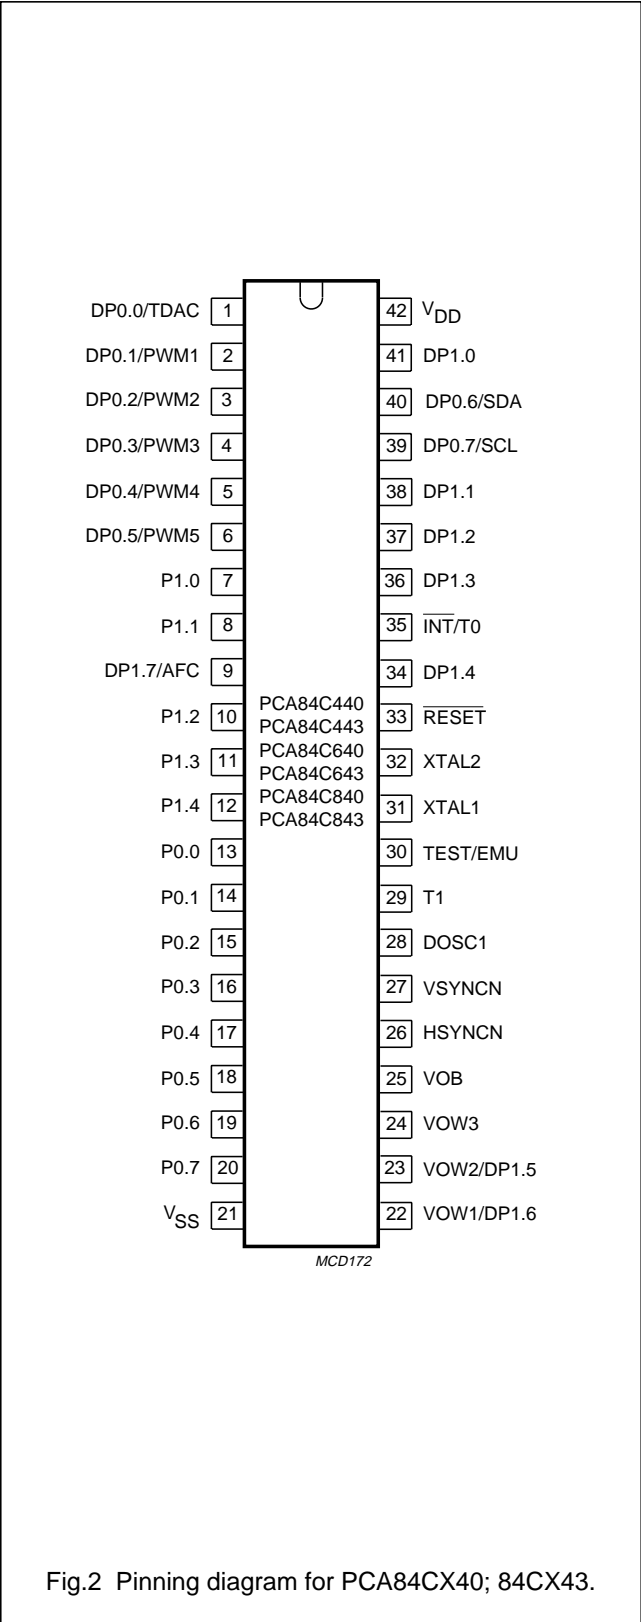 DP0.0/TDAC 1 42 VDD
DP0.1/PWM1 2 41 DP1.0
DP0.2/PWM2 3 40 DP0.6/SDA
DP0.3/PWM3 4 39 DP0.7/SCL
DP0.4/PWM4 5 38 DP1.1
DP0.5/PWM5 6 37 DP1.2
P1.0 7 36 DP1.3
P1.1 8 35 INT/T0
DP1.7/AFC 9 34 DP1.4
PCA84C440
P1.2 10 33 RESET
PCA84C443
PCA84C640
P1.3 11 32 XTAL2
PCA84C643
PCA84C840
P1.4 12 31 XTAL1
PCA84C843
P0.0 13 30 TEST/EMU
P0.1 14 29 T1
P0.2 15 28 DOSC1
P0.3 16 27 VSYNCN
P0.4 17 26 HSYNCN
P0.5 18 25 VOB
P0.6 19 24 VOW3
P0.7 20 23 VOW2/DP1.5
VSS 21 22 VOW1/DP1.6
MCD172
Fig.2 Pinning diagram for PCA84CX40; 84CX43.